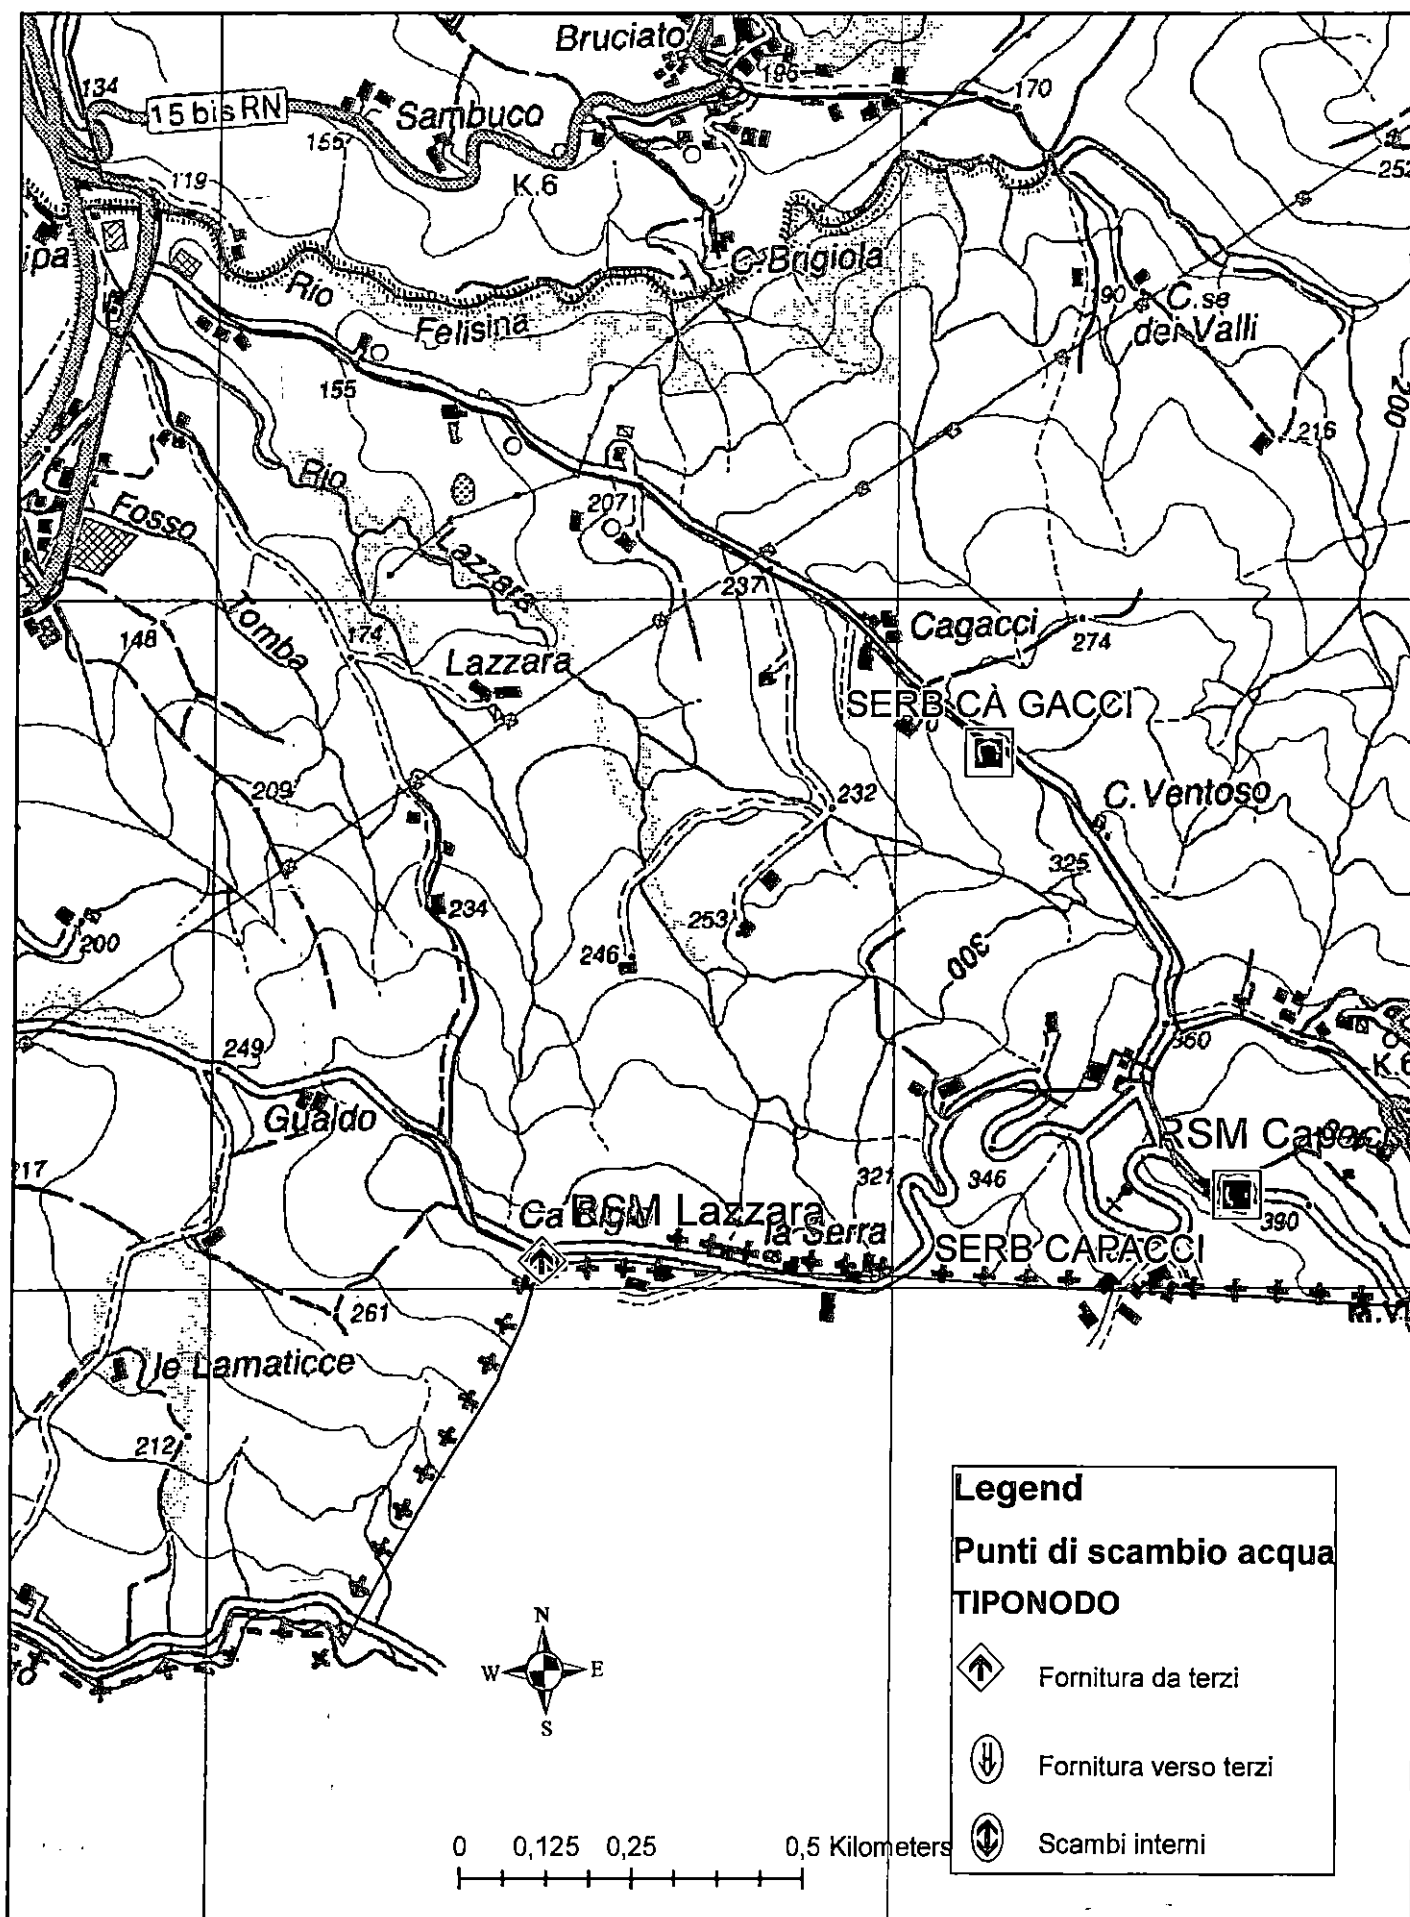 Bruciato
134
15 bis RN
Sambuco
155
196
170
252
K.6
119
ipa
Rio
Felisina
C. Brigiola
90
C.se
dei Valli
155
200
216
Rio
207
Fosso
Lazzara
237
Tomba
148
174
Lazzara
Cagacci
274
SERB CÀ GACCI
209
232
C. Ventoso
325
234
200
253
246
300
249
360
K.6
Gualdo
RSM Capacci
217
321
346
RSM Lazzara
la Serra
390
SERB CAPACCI
261
le Lamaticce
212
Legend
Punti di scambio acqua
TIPONODO
Fornitura da terzi
Fornitura verso terzi
Scambi interni
N
W
E
S
0 0,125 0,25 0,5 Kilometers